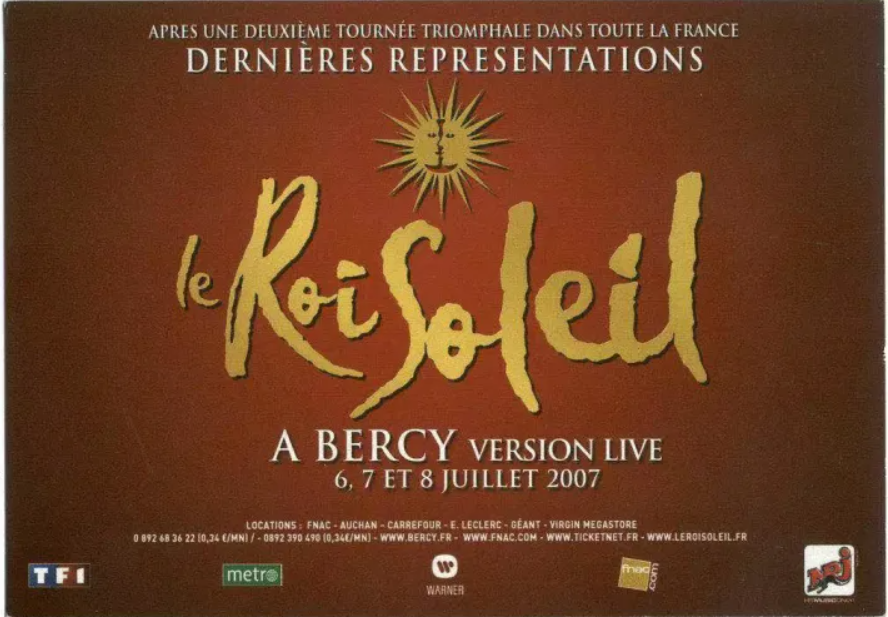 APRES UNE DEUXIÈME TOURNÉE TRIOMPHALE DANS TOUTE LA FRANCE
DERNIÈRES REPRESENTATIONS
le Roi Soleil
A BERCY VERSION LIVE
6, 7 ET 8 JUILLET 2007
LOCATIONS : FNAC - AUCHAN - CARREFOUR - E. LECLERC - GÉANT - VIRGIN MEGASTORE
0 892 68 36 22 (0,34 €/MN) / - 0892 390 490 (0,34€/MN) - WWW.BERCY.FR - WWW.FNAC.COM - WWW.TICKETNET.FR - WWW.LEROISOLEIL.FR
TF1
metro
WARNER
fnac.com
NRJ
HIT MUSIC ONLY!